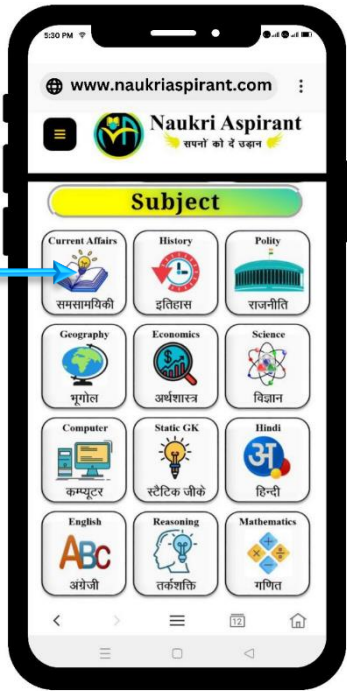 5:30 PM
www.naukriaspirant.com
Naukri Aspirant
सपनों को दें उड़ान
Subject
Current Affairs
समसामयिकी
History
इतिहास
Polity
राजनीति
Geography
भूगोल
Economics
अर्थशास्त्र
Science
विज्ञान
Computer
कम्प्यूटर
Static GK
स्टैटिक जीके
Hindi
अ
हिन्दी
English
ABC
अंग्रेजी
Reasoning
तर्कशक्ति
Mathematics
गणित
12